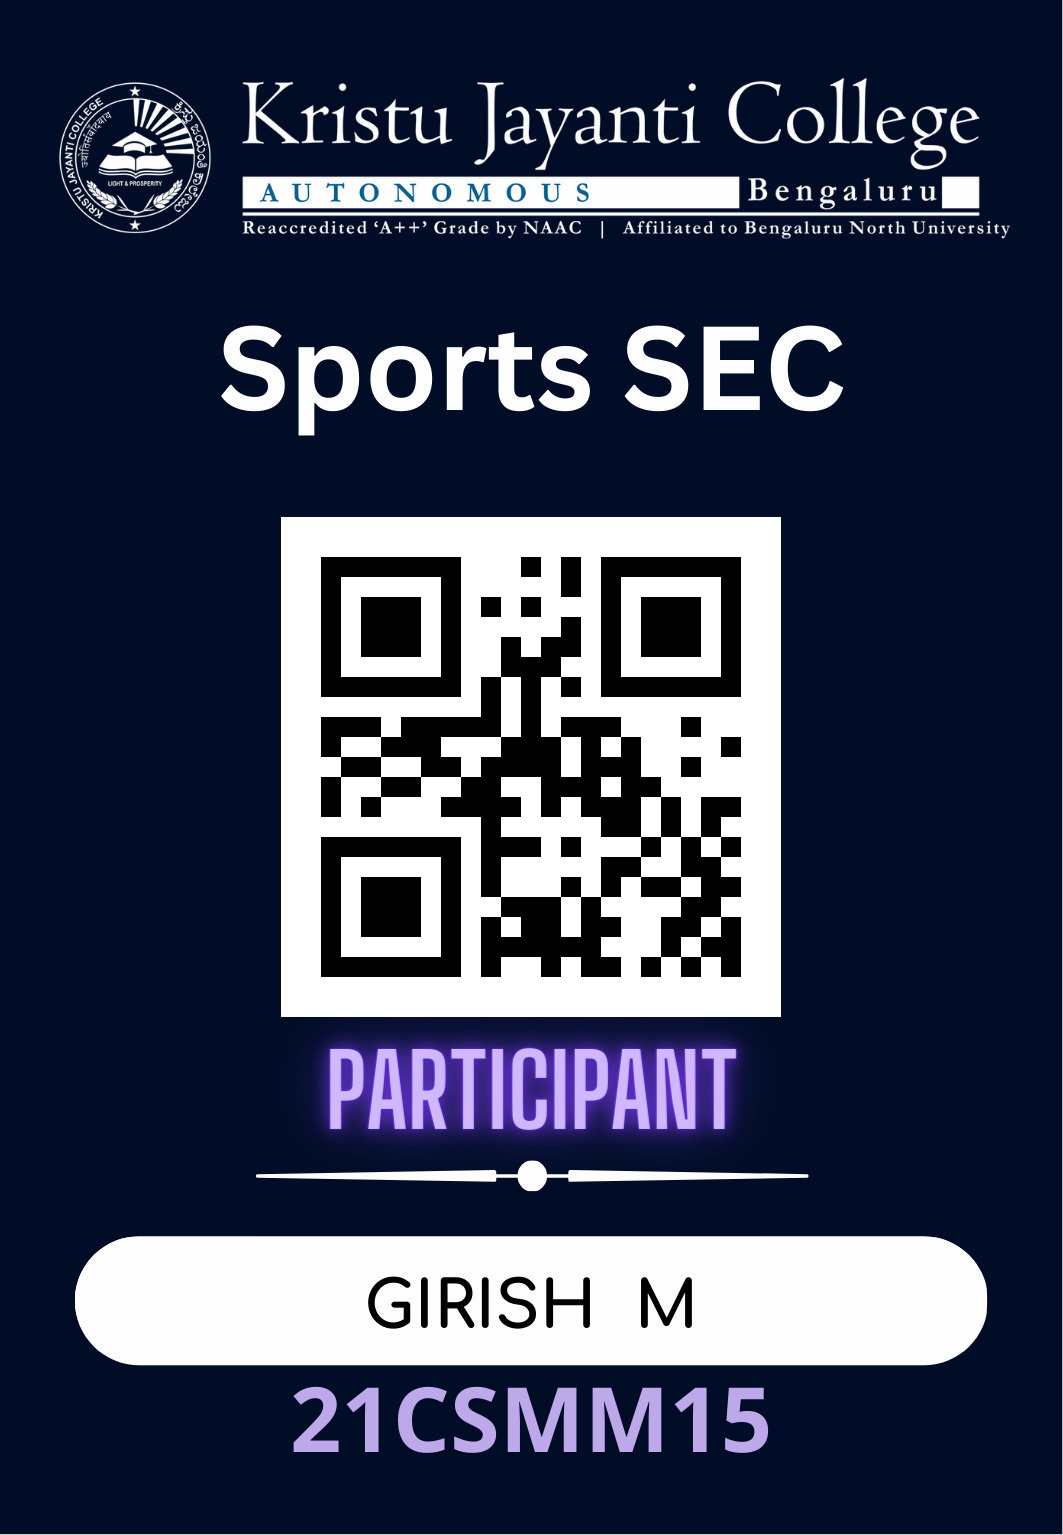 KRISTU JAYANTI COLLEGE
ಕ್ರಿಸ್ತು ಜಯಂತಿ ಕಾಲೇಜು
LIGHT & PROSPERITY
Kristu Jayanti College
AUTONOMOUS Bengaluru
Reaccredited ‘A++’ Grade by NAAC | Affiliated to Bengaluru North University
Sports SEC
PARTICIPANT
GIRISH M
21CSMM15